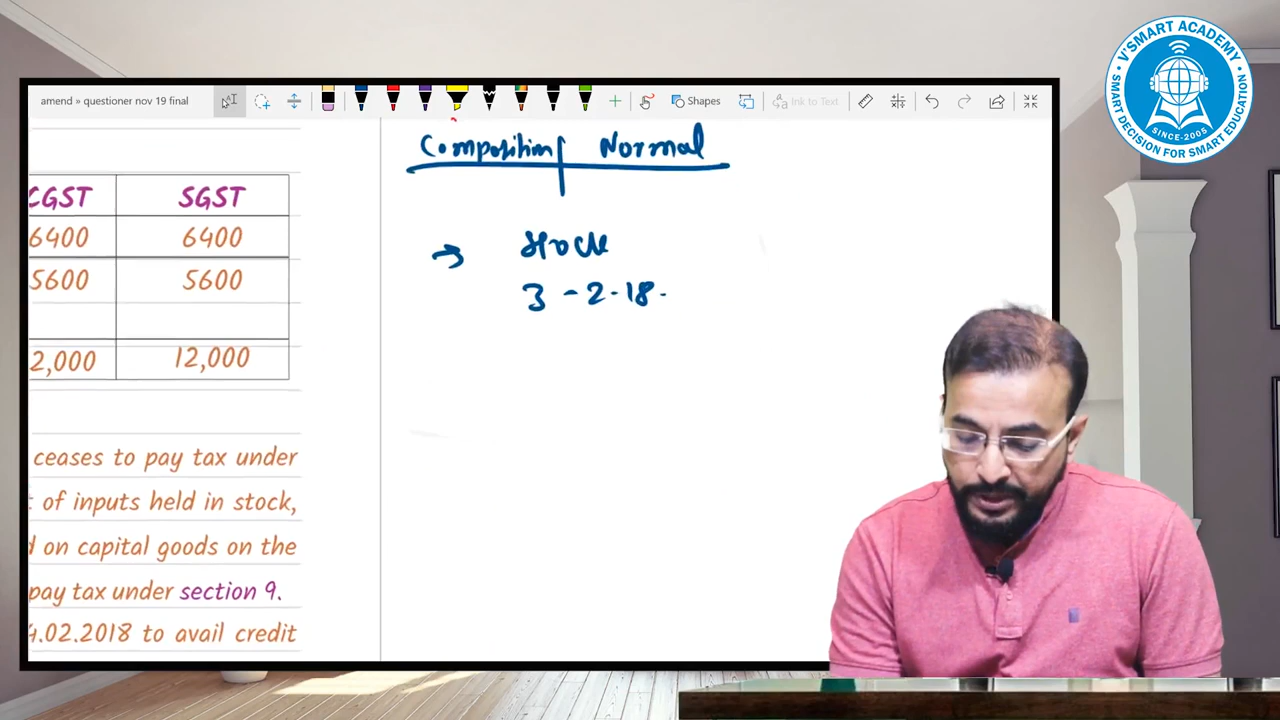 amend » questioner nov 19 final
Shapes
Ink to Text
V'SMART ACADEMY
SINCE-2005
SMART DECISION FOR SMART EDUCATION
Composition Normal
CGST SGST
6400 6400
5600 5600
2,000 12,000
→ Stock
3 - 2.18.
ceases to pay tax under
of inputs held in stock,
on capital goods on the
pay tax under section 9.
4.02.2018 to avail credit